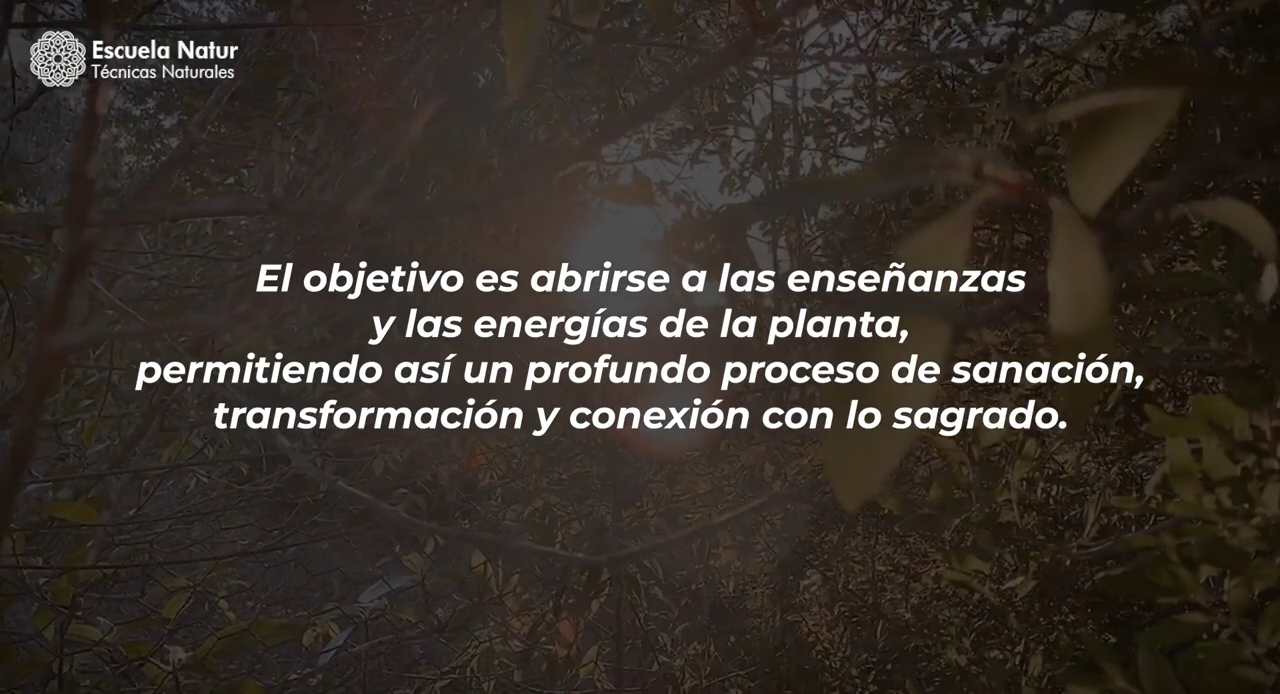 Escuela Natur
Técnicas Naturales
El objetivo es abrirse a las enseñanzas
y las energías de la planta,
permitiendo así un profundo proceso de sanación,
transformación y conexión con lo sagrado.